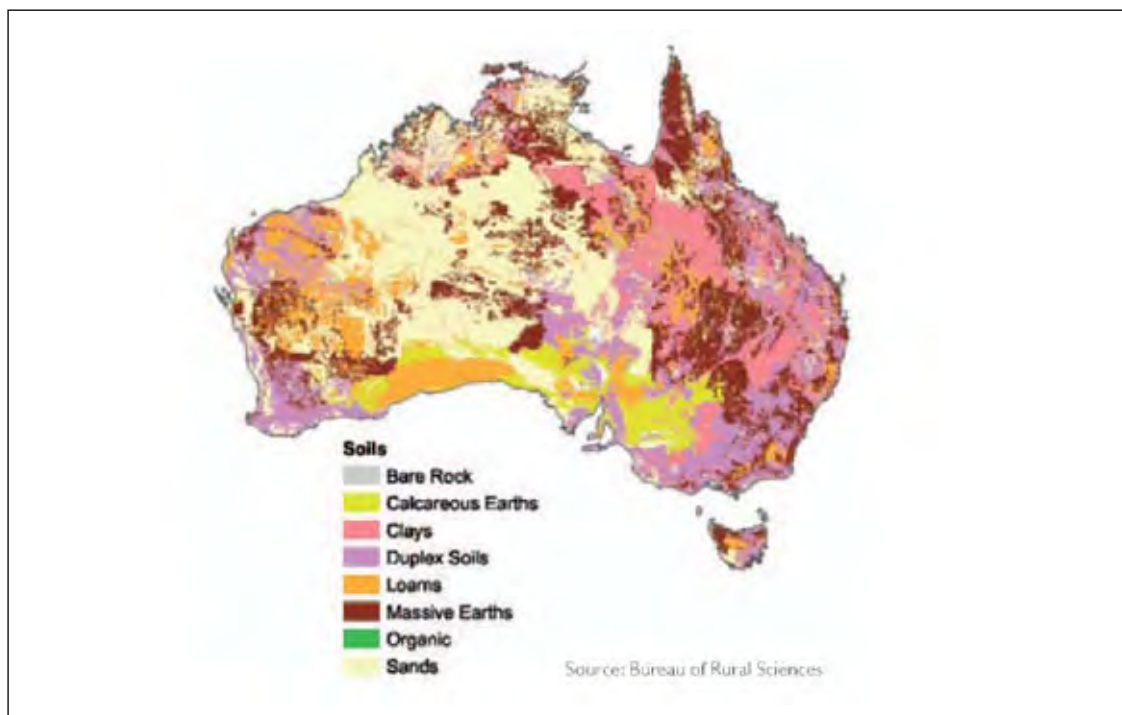 Soils
Bare Rock
Calcareous Earths
Clays
Duplex Soils
Loams
Massive Earths
Organic
Sands
Source: Bureau of Rural Sciences